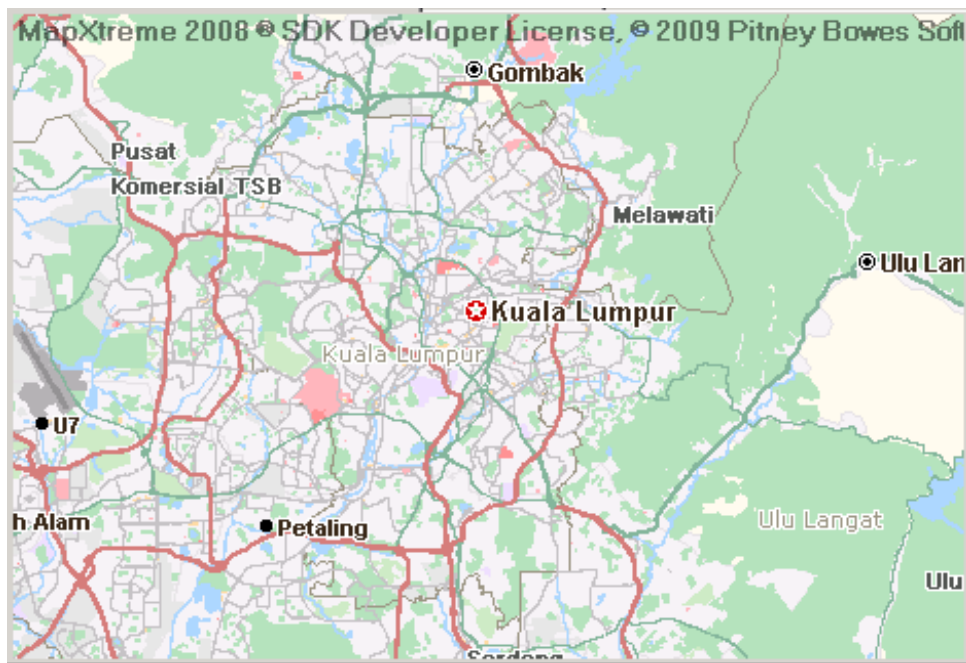 MapXtreme 2008 ® SDK Developer License, © 2009 Pitney Bowes Soft
Gombak
Pusat
Komersial TSB
Melawati
Ulu Lan
Kuala Lumpur
Kuala Lumpur
U7
h Alam
Petaling
Ulu Langat
Ulu
Serdang